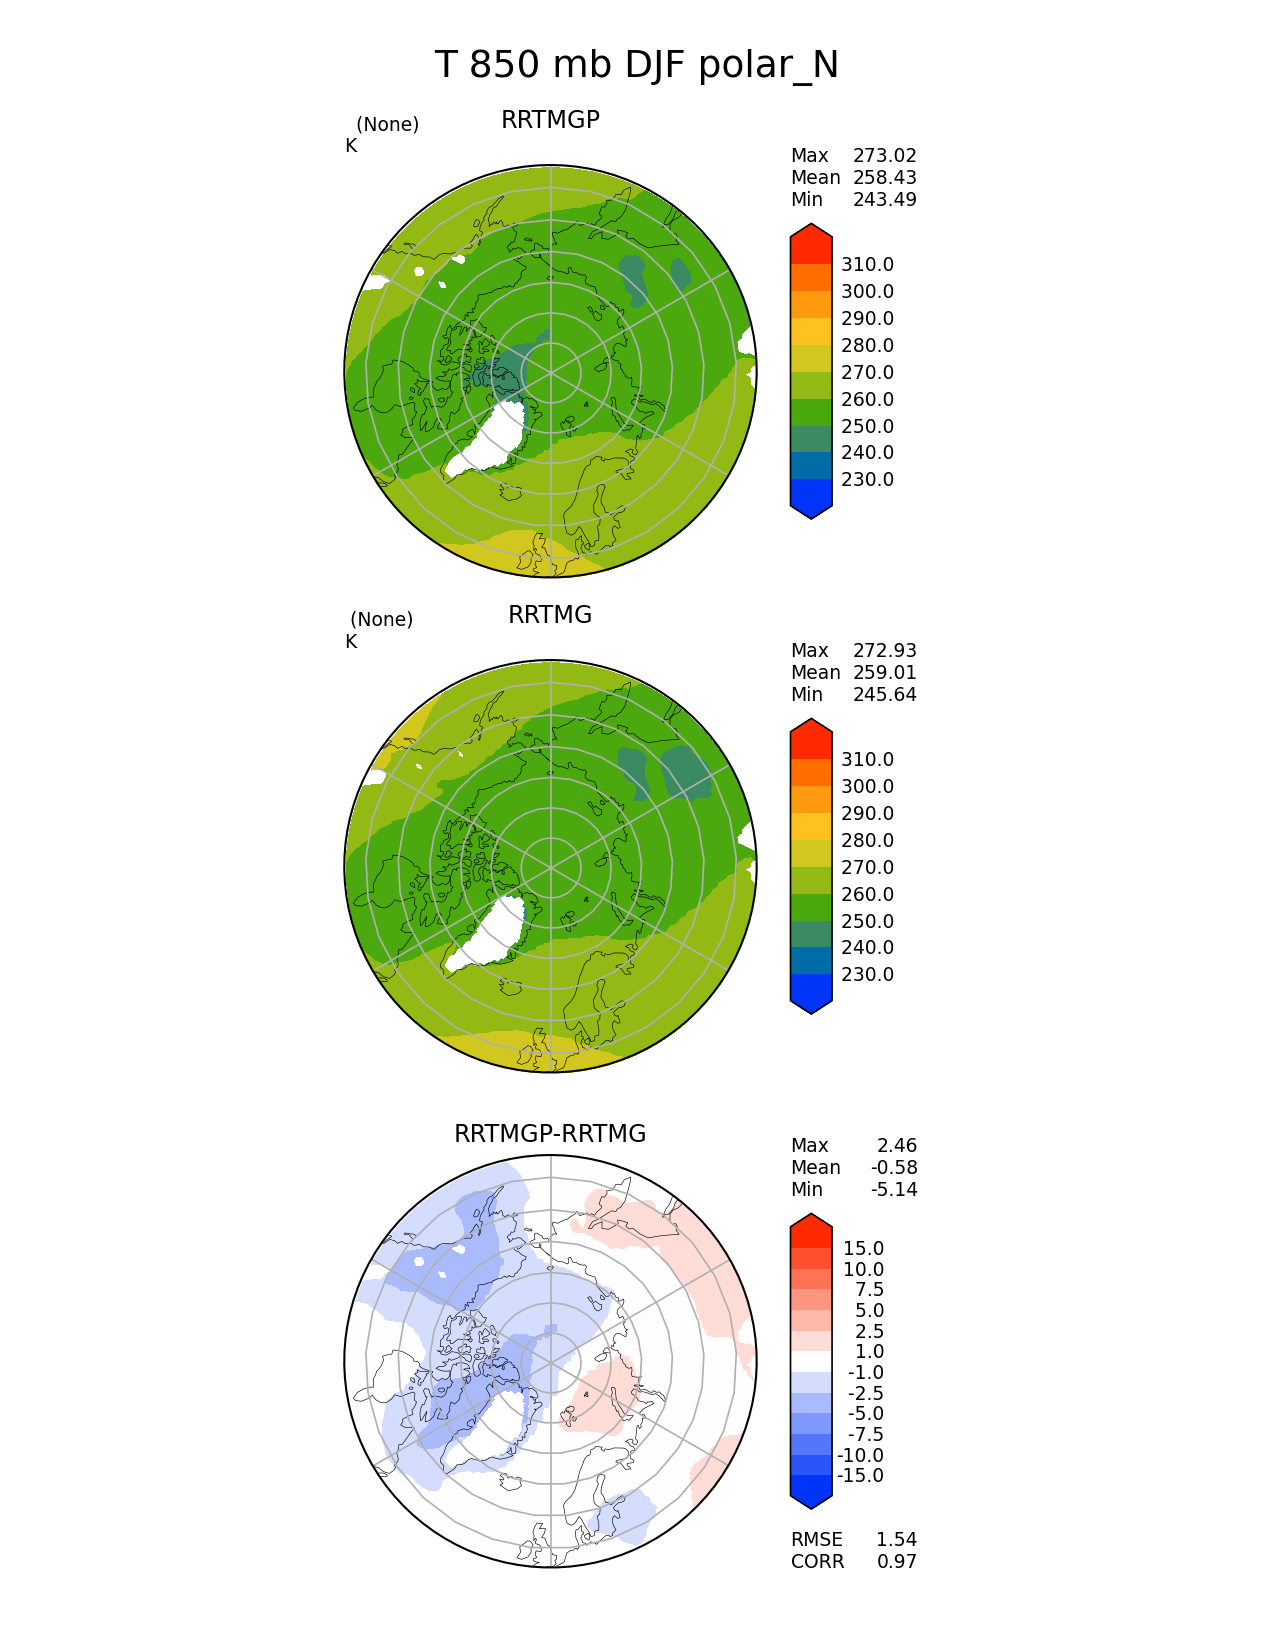 T 850 mb DJF polar_N
(None)
RRTMGP
K
Max 273.02
Mean 258.43
Min 243.49
310.0
300.0
290.0
280.0
270.0
260.0
250.0
240.0
230.0
(None)
RRTMG
K
Max 272.93
Mean 259.01
Min 245.64
310.0
300.0
290.0
280.0
270.0
260.0
250.0
240.0
230.0
RRTMGP-RRTMG
Max 2.46
Mean -0.58
Min -5.14
15.0
10.0
7.5
5.0
2.5
1.0
-1.0
-2.5
-5.0
-7.5
-10.0
-15.0
RMSE 1.54
CORR 0.97